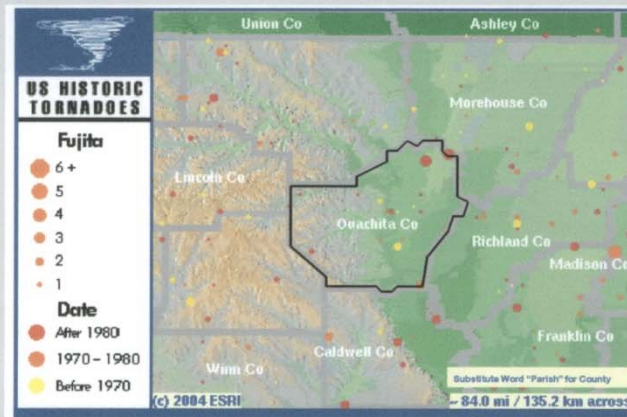 US HISTORIC
TORNADOES
Fujita
6 +
5
4
3
2
1
Date
After 1980
1970 - 1980
Before 1970
Union Co
Ashley Co
Morehouse Co
Lincoln Co
Ouachita Co
Richland Co
Madison Co
Franklin Co
Caldwell Co
Winn Co
Substitute Word "Parish" for County
(c) 2004 ESRI
~ 84.0 mi / 135.2 km across